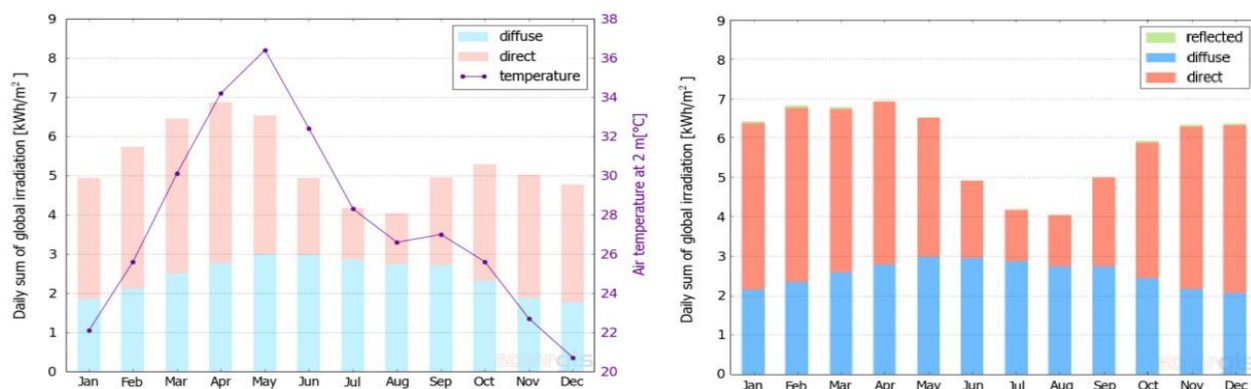 9
8
7
6
5
4
3
2
1
0
Daily sum of global irradiation [kWh/m²]
38
36
34
32
30
28
26
24
22
20
Air temperature at 2 m[°C]
diffuse
direct
temperature
Jan Feb Mar Apr May Jun Jul Aug Sep Oct Nov Dec
9
8
7
6
5
4
3
2
1
0
Daily sum of global irradiation [kWh/m²]
reflected
diffuse
direct
Jan Feb Mar Apr May Jun Jul Aug Sep Oct Nov Dec